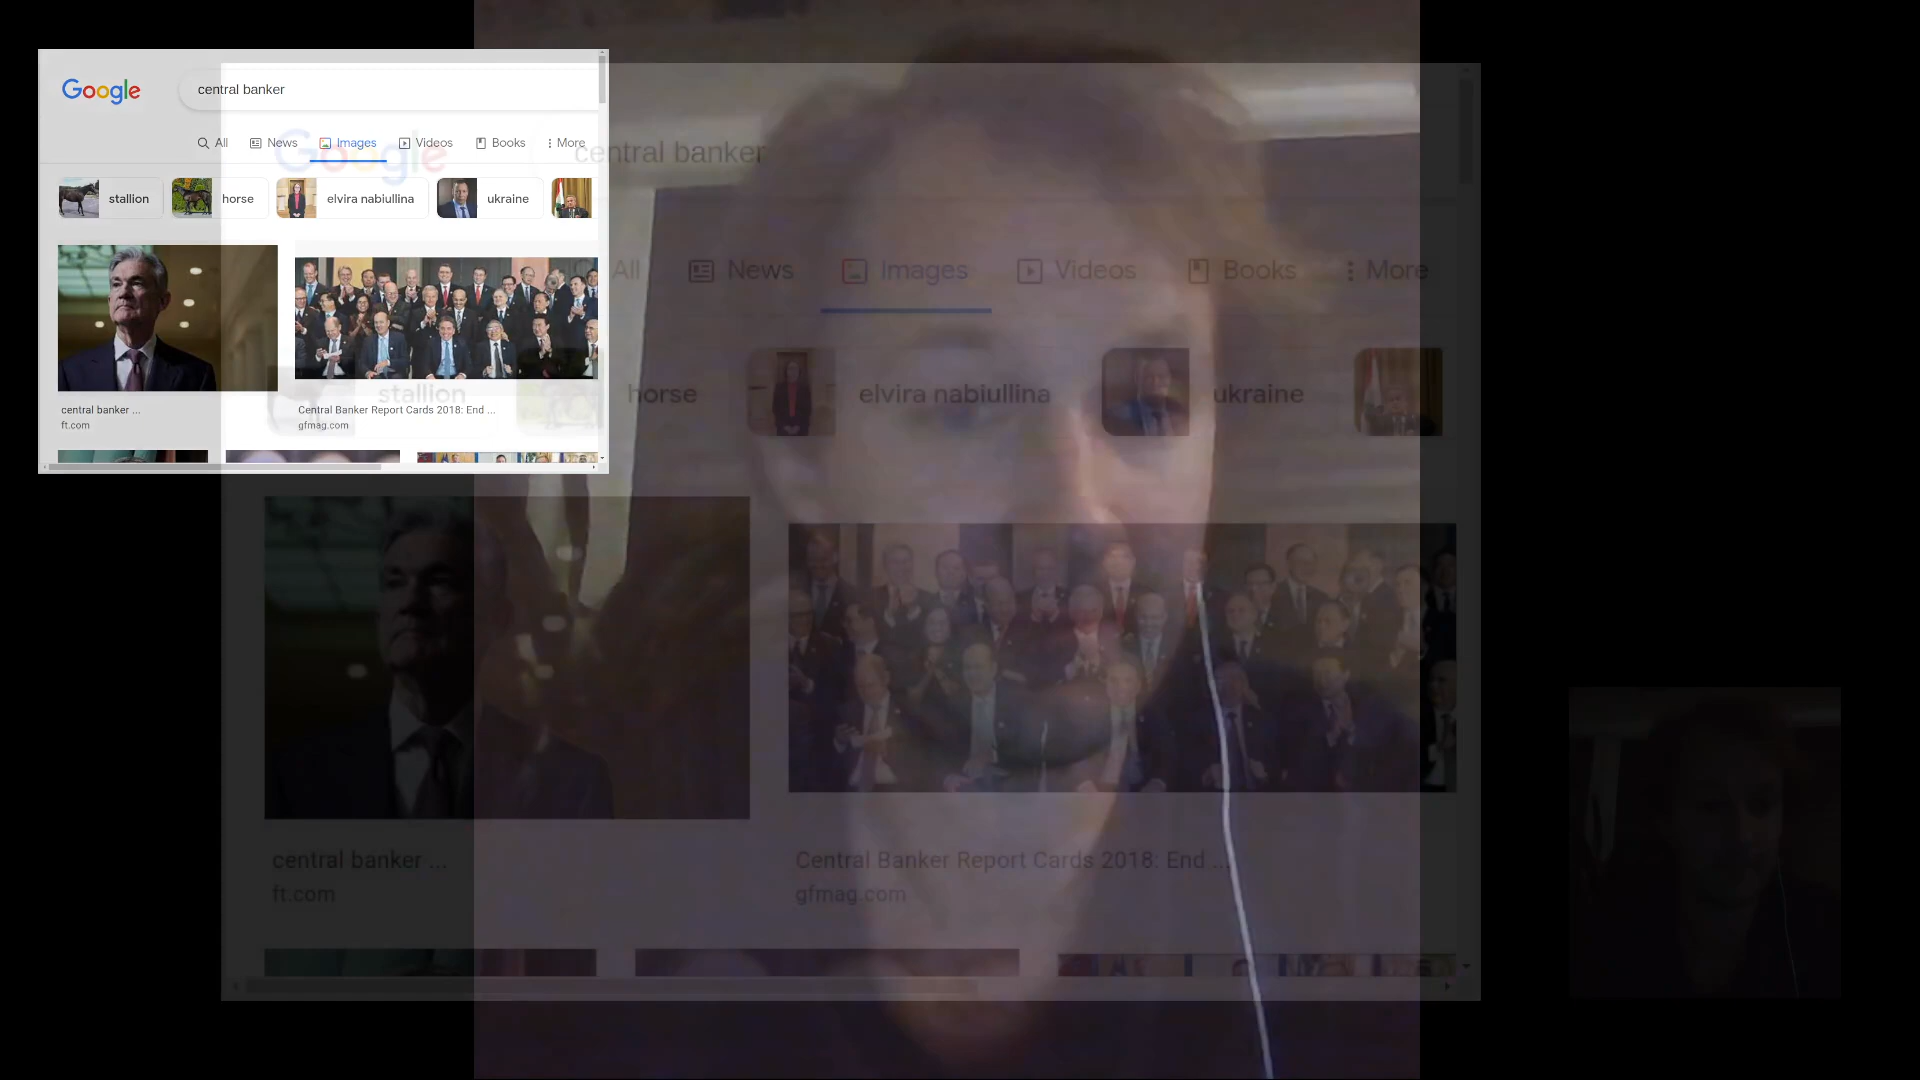 Google
central banker
All News Images Videos Books More
stallion horse elvira nabiullina ukraine
central banker ...
ft.com
Central Banker Report Cards 2018: End ...
gfmag.com
Google
central banker
All News Images Videos Books More
stallion horse elvira nabiullina ukraine
central banker ...
ft.com
Central Banker Report Cards 2018: End ...
gfmag.com